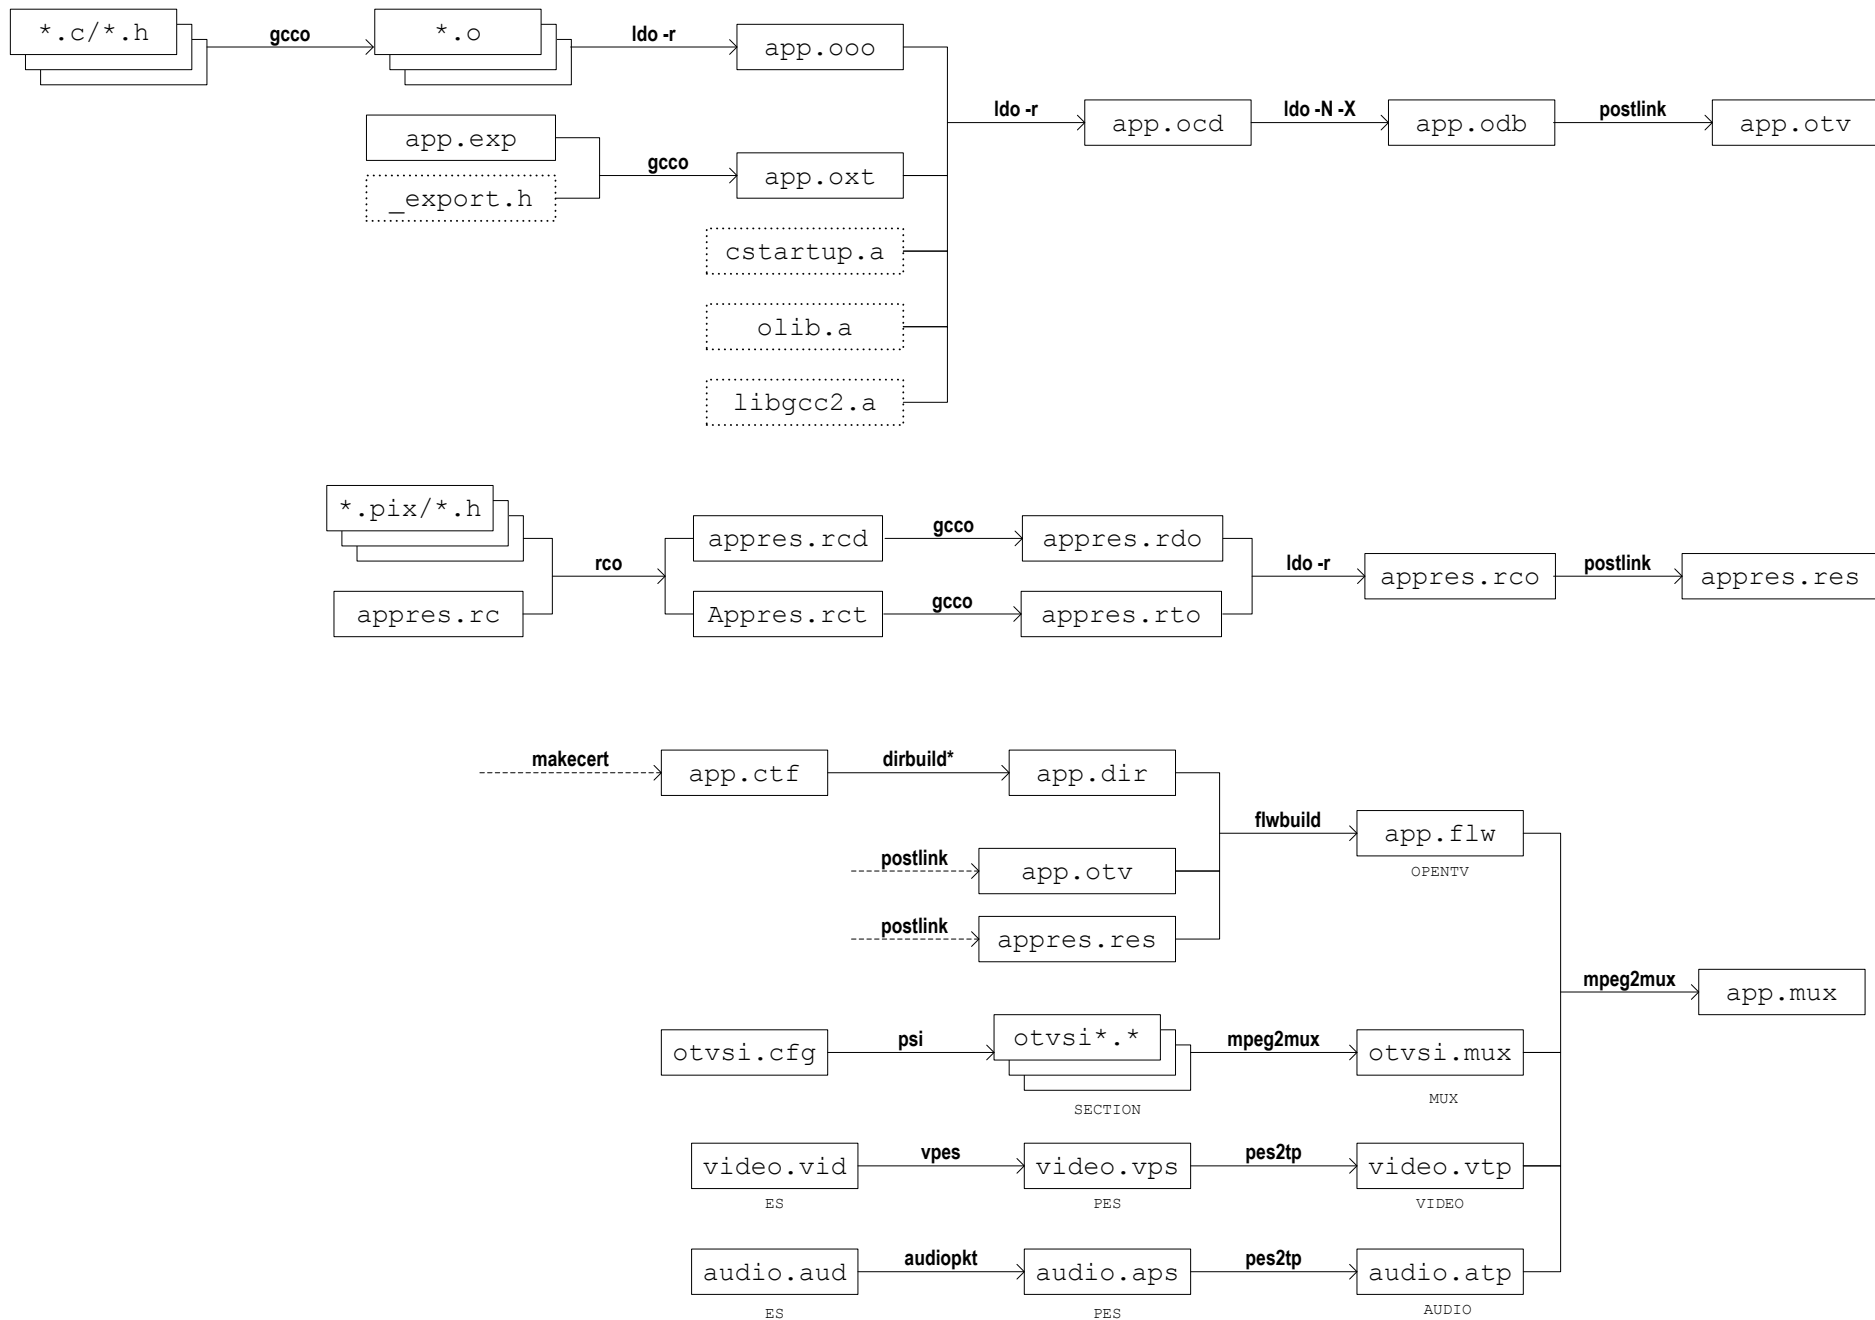 *.c/*.h
gcco
*.o
ldo -r
app.ooo
app.exp
_export.h
gcco
app.oxt
cstartup.a
olib.a
libgcc2.a
ldo -r
app.ocd
ldo -N -X
app.odb
postlink
app.otv
*.pix/*.h
appres.rc
rco
appres.rcd
gcco
appres.rdo
Appres.rct
gcco
appres.rto
ldo -r
appres.rco
postlink
appres.res
makecert
app.ctf
dirbuild*
app.dir
postlink
app.otv
postlink
appres.res
flwbuild
app.flw
OPENTV
otvsi.cfg
psi
otvsi*.*
SECTION
mpeg2mux
otvsi.mux
MUX
video.vid
ES
vpes
video.vps
PES
pes2tp
video.vtp
VIDEO
audio.aud
ES
audiopkt
audio.aps
PES
pes2tp
audio.atp
AUDIO
mpeg2mux
app.mux